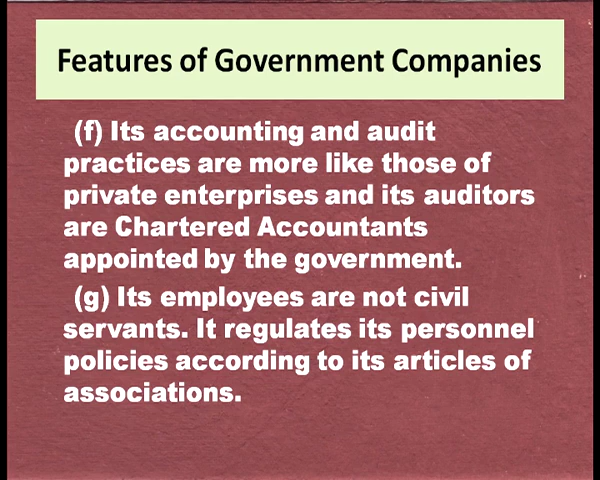 Features of Government Companies
(f) Its accounting and audit
practices are more like those of
private enterprises and its auditors
are Chartered Accountants
appointed by the government.
(g) Its employees are not civil
servants. It regulates its personnel
policies according to its articles of
associations.